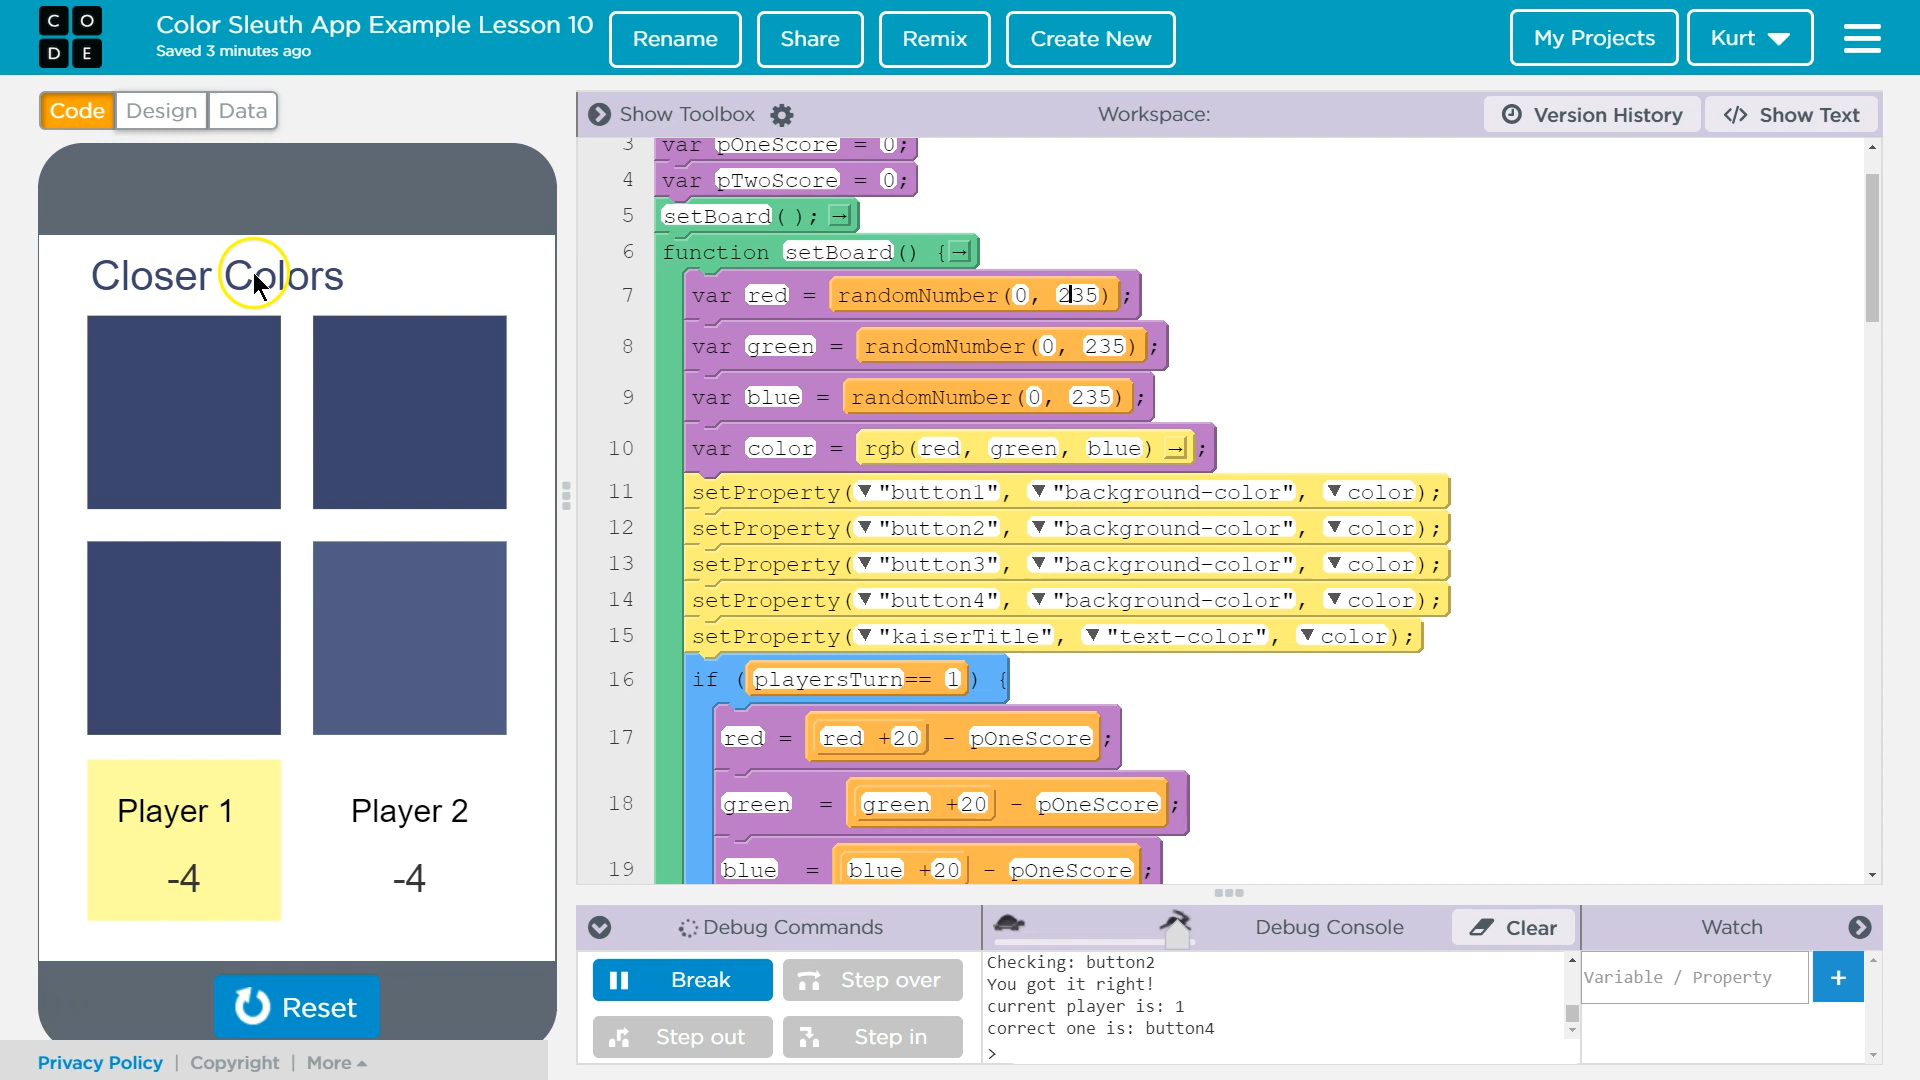 C O
D E
Color Sleuth App Example Lesson 10
Saved 3 minutes ago
Rename
Share
Remix
Create New
My Projects
Kurt
Code
Design
Data
Show Toolbox
Workspace:
Version History
</> Show Text
Closer Colors
Player 1
-4
Player 2
-4
Reset
3 var pOneScore = 0;
4 var pTwoScore = 0;
5 setBoard( ); →
6 function setBoard() { →
7 var red = randomNumber(0, 235);
8 var green = randomNumber(0, 235);
9 var blue = randomNumber(0, 235);
10 var color = rgb(red, green, blue) → ;
11 setProperty(▼"button1", ▼"background-color", ▼color);
12 setProperty(▼"button2", ▼"background-color", ▼color);
13 setProperty(▼"button3", ▼"background-color", ▼color);
14 setProperty(▼"button4", ▼"background-color", ▼color);
15 setProperty(▼"kaiserTitle", ▼"text-color", ▼color);
16 if (playersTurn== 1) {
17 red = red +20 - pOneScore;
18 green = green +20 - pOneScore;
19 blue = blue +20 - pOneScore;
Debug Commands
Debug Console
Clear
Watch
Break
Step over
Step out
Step in
Checking: button2
You got it right!
current player is: 1
correct one is: button4
>
Variable / Property
+
Privacy Policy | Copyright | More